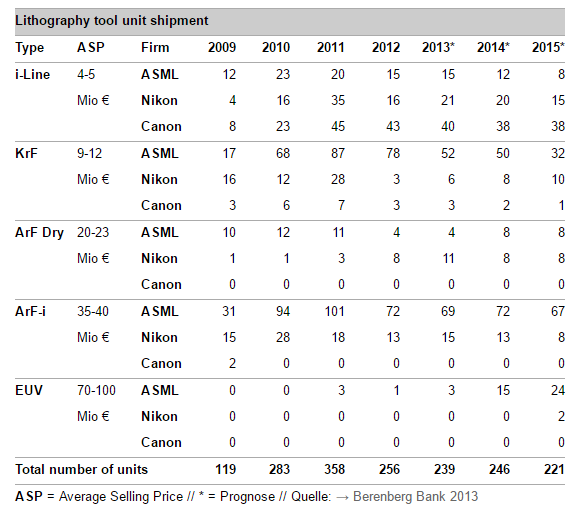 Lithography tool unit shipment
Type ASP Firm 2009 2010 2011 2012 2013* 2014* 2015*
i-Line 4-5 ASML 12 23 20 15 15 12 8
Mio € Nikon 4 16 35 16 21 20 15
Canon 8 23 45 43 40 38 38
KrF 9-12 ASML 17 68 87 78 52 50 32
Mio € Nikon 16 12 28 3 6 8 10
Canon 3 6 7 3 3 2 1
ArF Dry 20-23 ASML 10 12 11 4 4 8 8
Mio € Nikon 1 1 3 8 11 8 8
Canon 0 0 0 0 0 0 0
ArF-i 35-40 ASML 31 94 101 72 69 72 67
Mio € Nikon 15 28 18 13 15 13 8
Canon 2 0 0 0 0 0 0
EUV 70-100 ASML 0 0 3 1 3 15 24
Mio € Nikon 0 0 0 0 0 0 2
Canon 0 0 0 0 0 0 0
Total number of units 119 283 358 256 239 246 221
ASP = Average Selling Price // * = Prognose // Quelle: → Berenberg Bank 2013